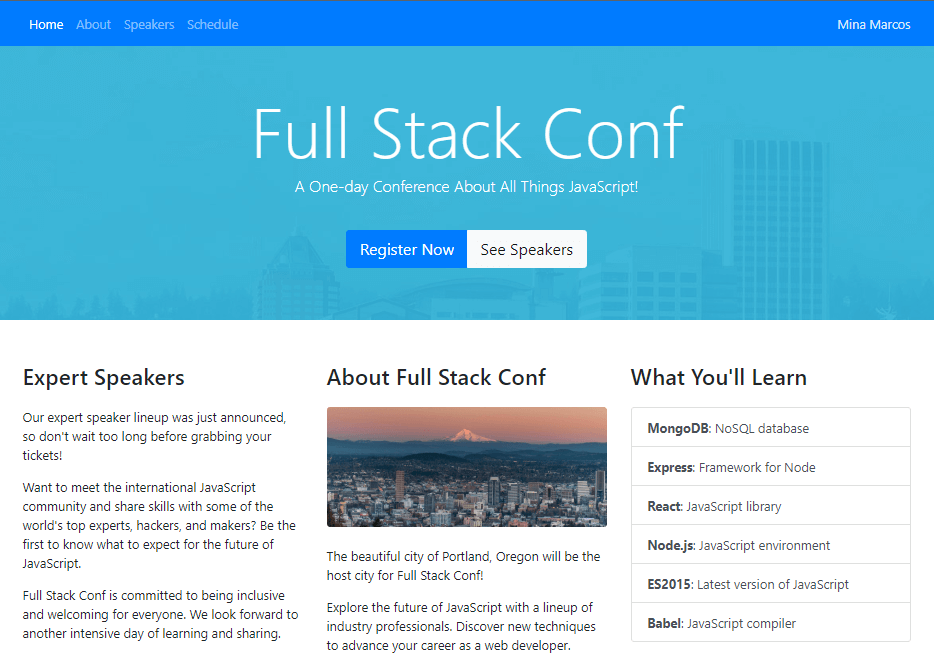 Home About Speakers Schedule Mina Marcos
Full Stack Conf
A One-day Conference About All Things JavaScript!
Register Now See Speakers
Expert Speakers
Our expert speaker lineup was just announced,
so don't wait too long before grabbing your
tickets!
Want to meet the international JavaScript
community and share skills with some of the
world's top experts, hackers, and makers? Be the
first to know what to expect for the future of
JavaScript.
Full Stack Conf is committed to being inclusive
and welcoming for everyone. We look forward to
another intensive day of learning and sharing.
About Full Stack Conf
The beautiful city of Portland, Oregon will be the
host city for Full Stack Conf!
Explore the future of JavaScript with a lineup of
industry professionals. Discover new techniques
to advance your career as a web developer.
What You'll Learn
MongoDB: NoSQL database
Express: Framework for Node
React: JavaScript library
Node.js: JavaScript environment
ES2015: Latest version of JavaScript
Babel: JavaScript compiler